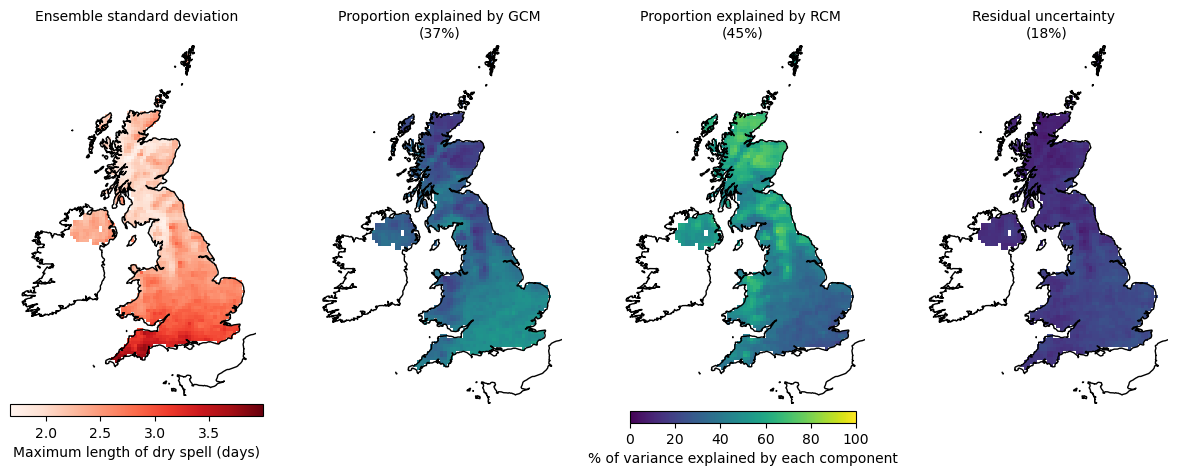 Ensemble standard deviation
Proportion explained by GCM
(37%)
Proportion explained by RCM
(45%)
Residual uncertainty
(18%)
2.0 2.5 3.0 3.5
Maximum length of dry spell (days)
0 20 40 60 80 100
% of variance explained by each component